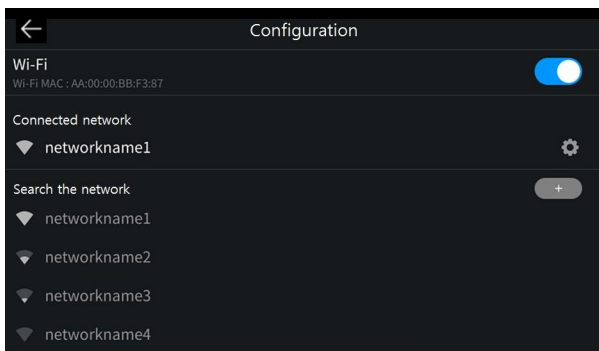 Configuration
Wi-Fi
Wi-Fi MAC : AA:00:00:BB:F3:87
Connected network
networkname1
Search the network
+
networkname1
networkname2
networkname3
networkname4